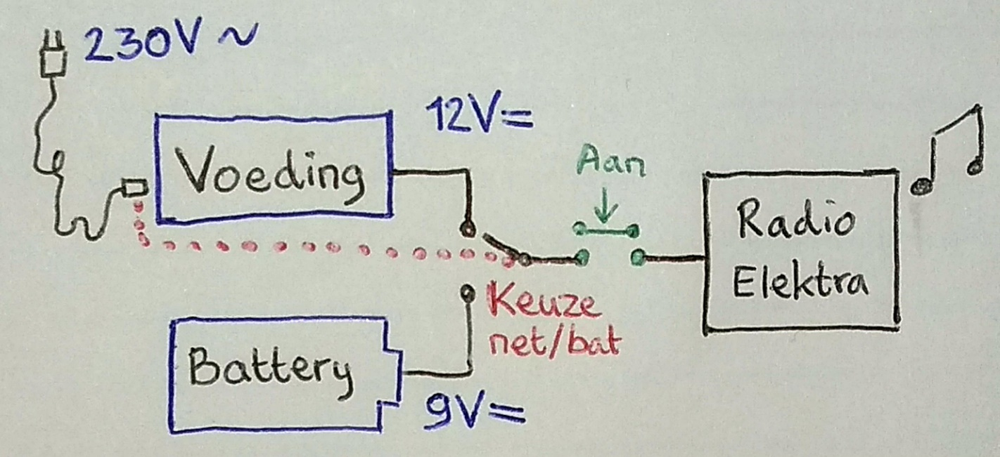 230V ~
12V=
Voeding
Aan
Radio
Elektra
Keuze
net/bat
Battery
9V=